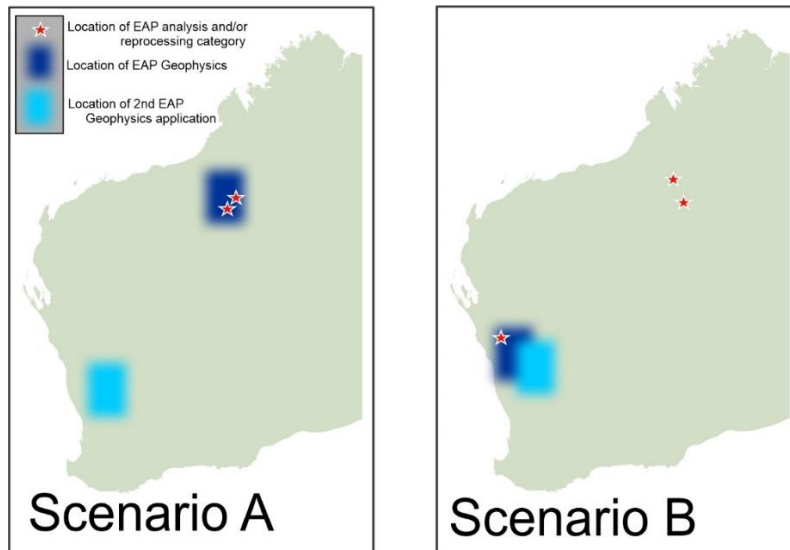 Location of EAP analysis and/or
reprocessing category
Location of EAP Geophysics
Location of 2nd EAP
Geophysics application
Scenario A
Scenario B